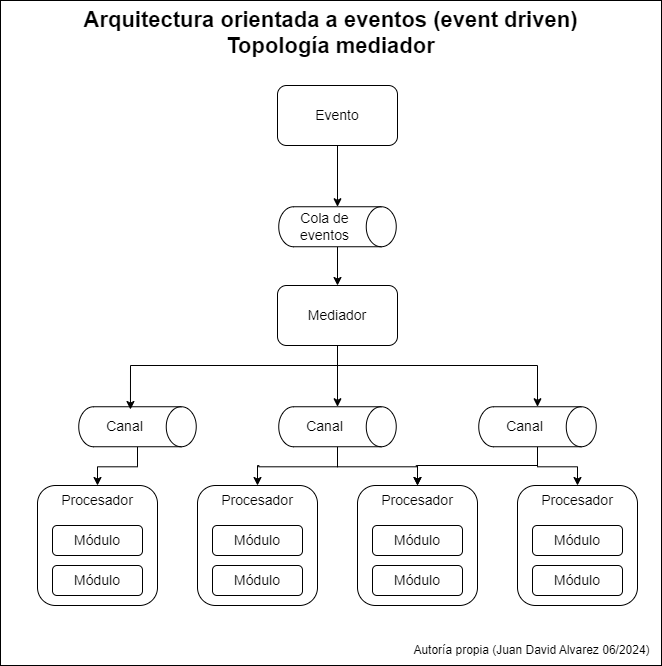 Arquitectura orientada a eventos (event driven)
Topología mediador
Evento
Cola de
eventos
Mediador
Canal
Canal
Canal
Procesador
Procesador
Procesador
Procesador
Módulo
Módulo
Módulo
Módulo
Módulo
Módulo
Módulo
Módulo
Autoría propia (Juan David Alvarez 06/2024)